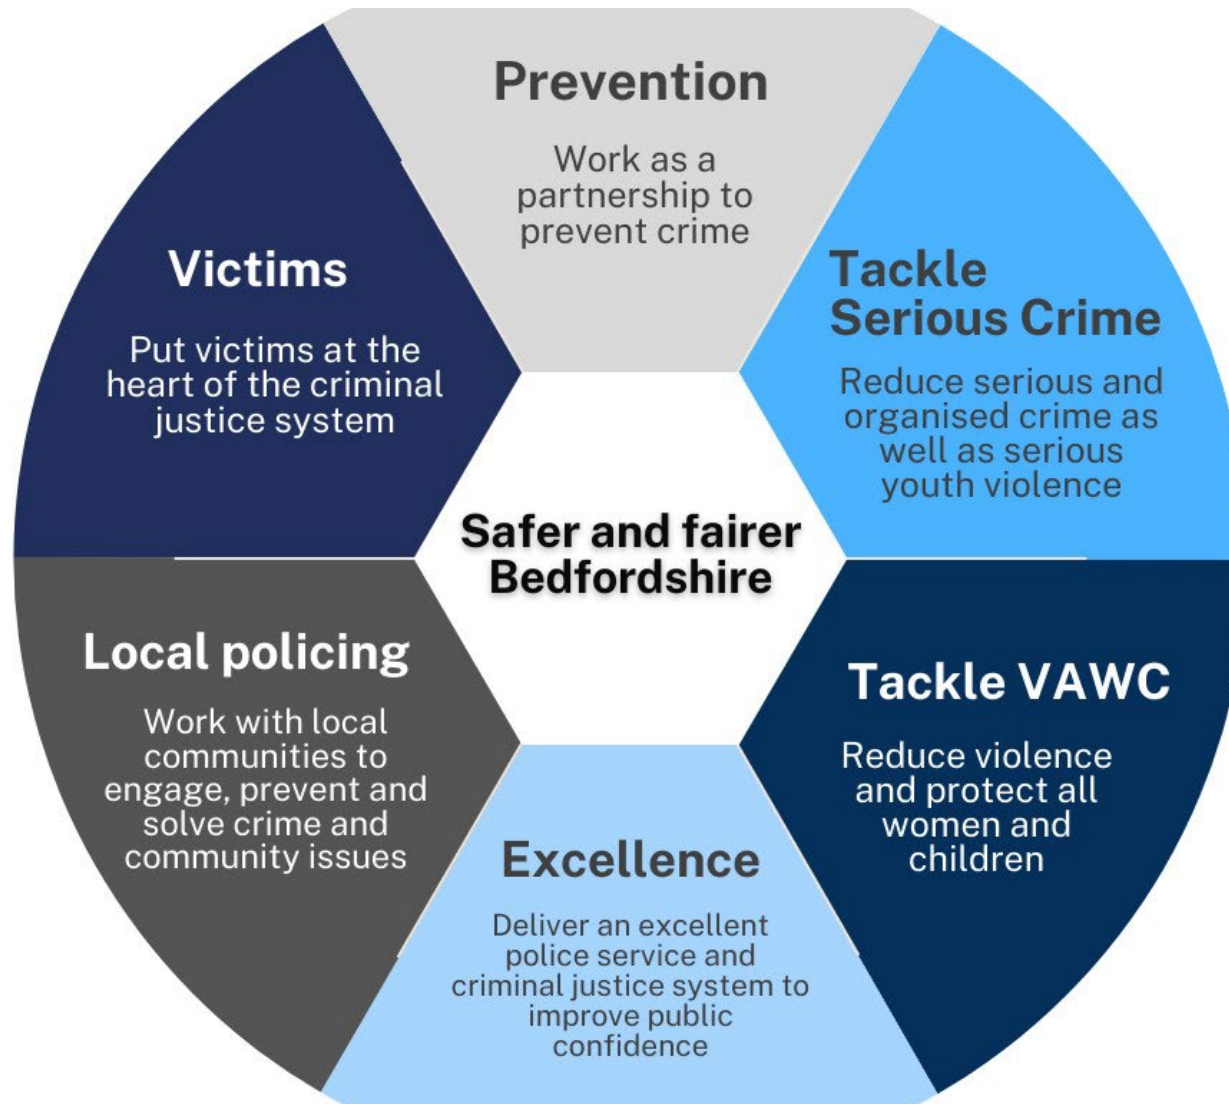 Prevention
Work as a
partnership to
prevent crime
Tackle
Serious Crime
Reduce serious and
organised crime as
well as serious
youth violence
Tackle VAWC
Reduce violence
and protect all
women and
children
Excellence
Deliver an excellent
police service and
criminal justice system to
improve public
confidence
Local policing
Work with local
communities to
engage, prevent and
solve crime and
community issues
Victims
Put victims at the
heart of the criminal
justice system
Safer and fairer
Bedfordshire